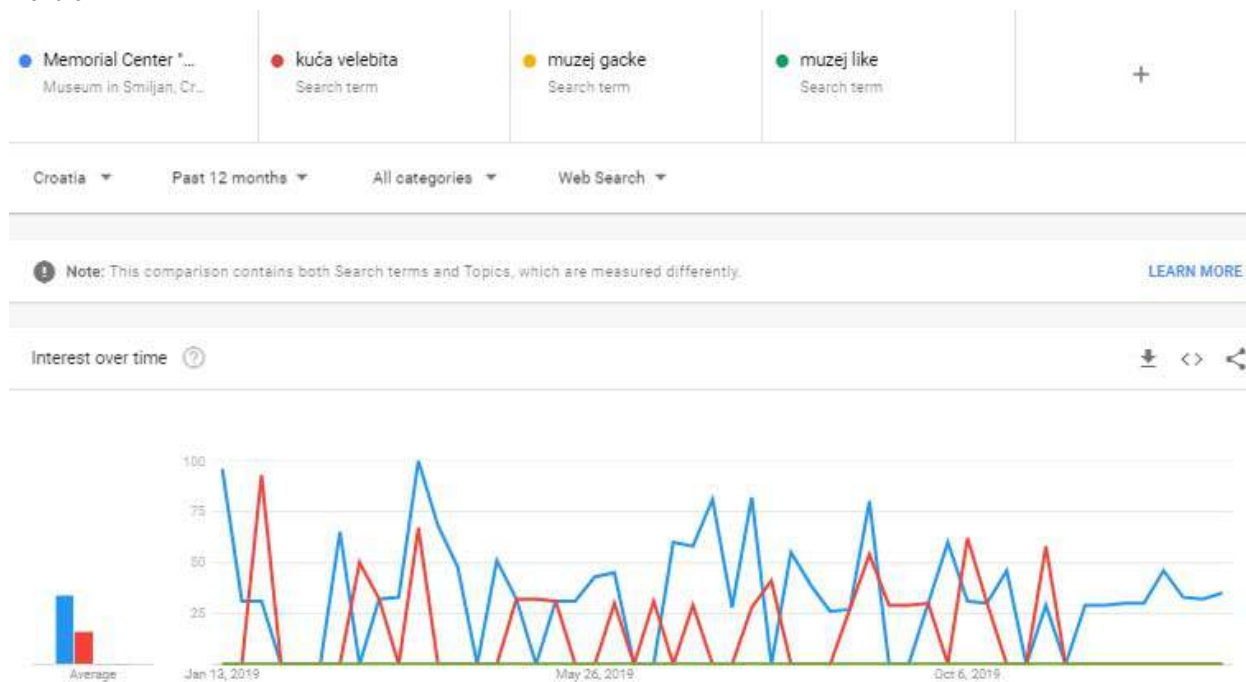 Memorial Center "... kuća velebita muzej gacke muzej like +
Museum in Smiljan, Cr... Search term Search term Search term
Croatia Past 12 months All categories Web Search
Note: This comparison contains both Search terms and Topics, which are measured differently. LEARN MORE
Interest over time
100
75
50
25
Average Jan 13, 2019 May 26, 2019 Oct 6, 2019